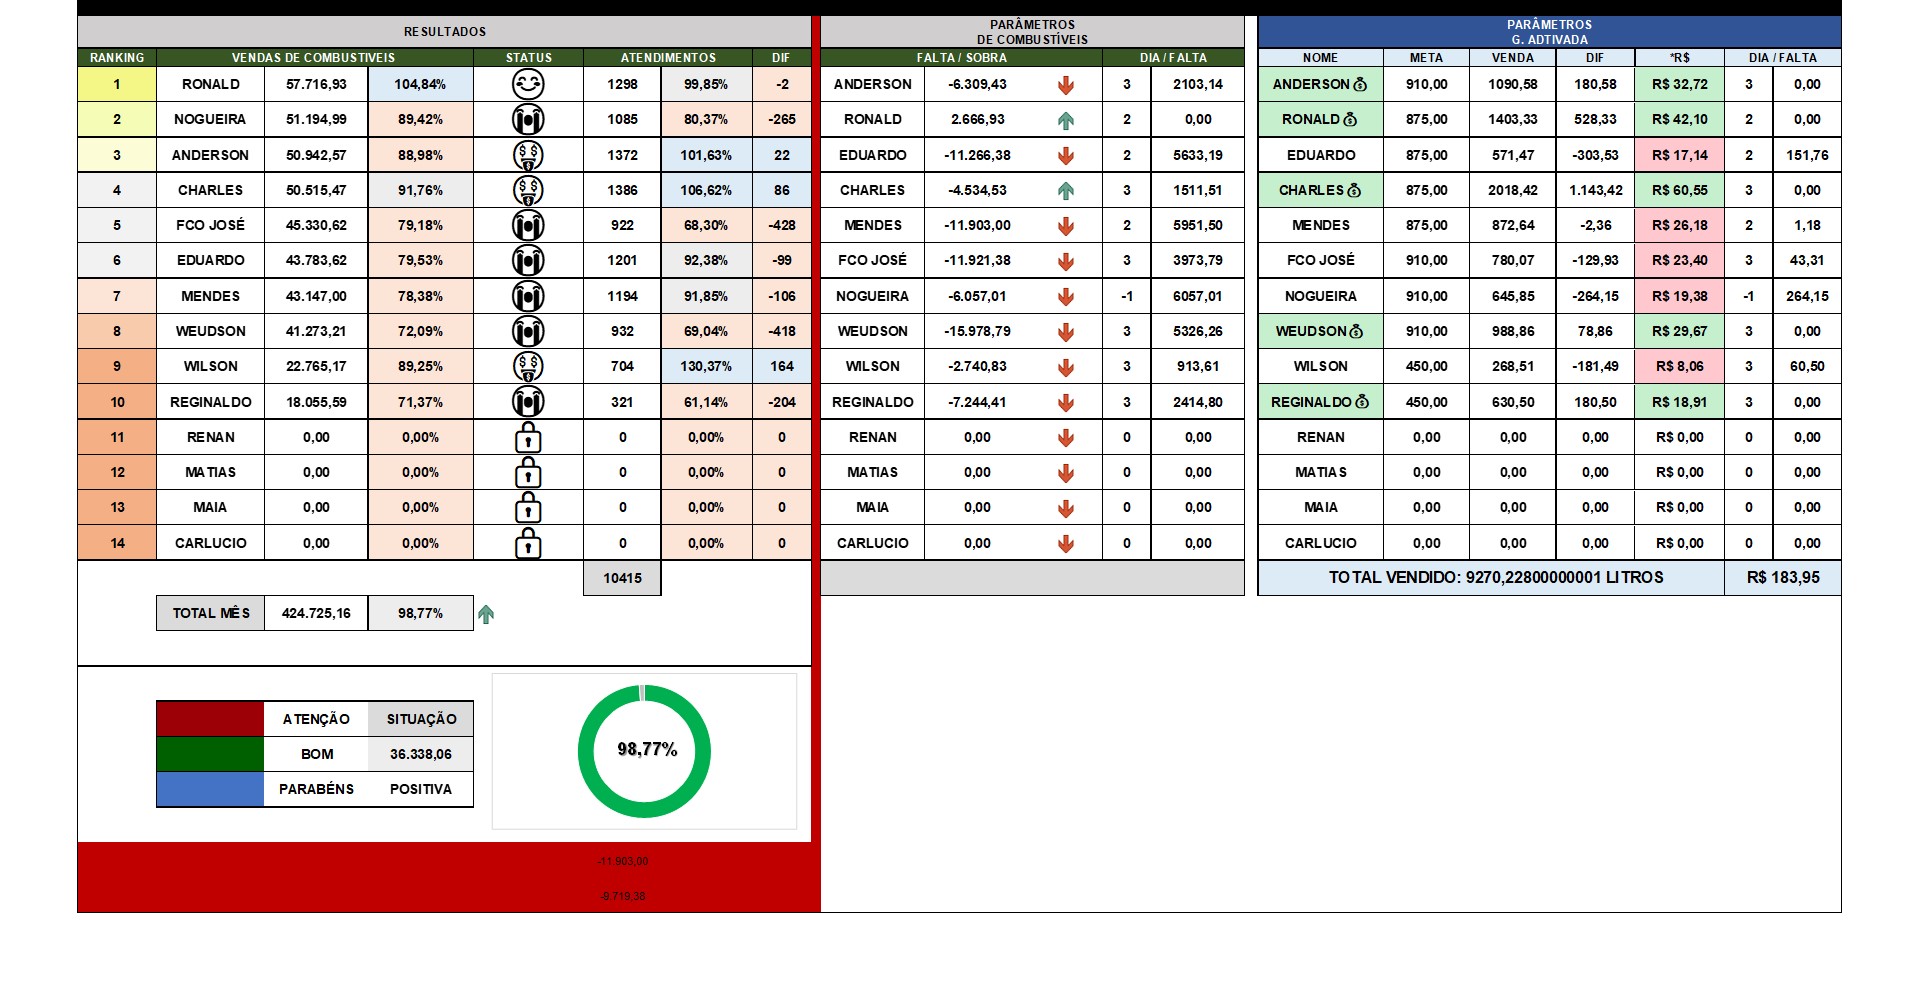 RESULTADOS
RANKING VENDAS DE COMBUSTIVEIS STATUS ATENDIMENTOS DIF
1 RONALD 57.716,93 104,84% 1298 99,85% -2
2 NOGUEIRA 51.194,99 89,42% 1085 80,37% -265
3 ANDERSON 50.942,57 88,98% 1372 101,63% 22
4 CHARLES 50.515,47 91,76% 1386 106,62% 86
5 FCO JOSÉ 45.330,62 79,18% 922 68,30% -428
6 EDUARDO 43.783,62 79,53% 1201 92,38% -99
7 MENDES 43.147,00 78,38% 1194 91,85% -106
8 WEUDSON 41.273,21 72,09% 932 69,04% -418
9 WILSON 22.765,17 89,25% 704 130,37% 164
10 REGINALDO 18.055,59 71,37% 321 61,14% -204
11 RENAN 0,00 0,00% 0 0,00% 0
12 MATIAS 0,00 0,00% 0 0,00% 0
13 MAIA 0,00 0,00% 0 0,00% 0
14 CARLUCIO 0,00 0,00% 0 0,00% 0
10415
TOTAL MÊS 424.725,16 98,77%
ATENÇÃO SITUAÇÃO
BOM 36.338,06
PARABÉNS POSITIVA
98,77%
-11.903,00
-9.719,38
PARÂMETROS
DE COMBUSTÍVEIS
FALTA / SOBRA DIA / FALTA
ANDERSON -6.309,43 3 2103,14
RONALD 2.666,93 2 0,00
EDUARDO -11.266,38 2 5633,19
CHARLES -4.534,53 3 1511,51
MENDES -11.903,00 2 5951,50
FCO JOSÉ -11.921,38 3 3973,79
NOGUEIRA -6.057,01 -1 6057,01
WEUDSON -15.978,79 3 5326,26
WILSON -2.740,83 3 913,61
REGINALDO -7.244,41 3 2414,80
RENAN 0,00 0 0,00
MATIAS 0,00 0 0,00
MAIA 0,00 0 0,00
CARLUCIO 0,00 0 0,00
PARÂMETROS
G. ADTIVADA
NOME META VENDA DIF *R$ DIA / FALTA
ANDERSON 910,00 1090,58 180,58 R$ 32,72 3 0,00
RONALD 875,00 1403,33 528,33 R$ 42,10 2 0,00
EDUARDO 875,00 571,47 -303,53 R$ 17,14 2 151,76
CHARLES 875,00 2018,42 1.143,42 R$ 60,55 3 0,00
MENDES 875,00 872,64 -2,36 R$ 26,18 2 1,18
FCO JOSÉ 910,00 780,07 -129,93 R$ 23,40 3 43,31
NOGUEIRA 910,00 645,85 -264,15 R$ 19,38 -1 264,15
WEUDSON 910,00 988,86 78,86 R$ 29,67 3 0,00
WILSON 450,00 268,51 -181,49 R$ 8,06 3 60,50
REGINALDO 450,00 630,50 180,50 R$ 18,91 3 0,00
RENAN 0,00 0,00 0,00 R$ 0,00 0 0,00
MATIAS 0,00 0,00 0,00 R$ 0,00 0 0,00
MAIA 0,00 0,00 0,00 R$ 0,00 0 0,00
CARLUCIO 0,00 0,00 0,00 R$ 0,00 0 0,00
TOTAL VENDIDO: 9270,22800000001 LITROS R$ 183,95